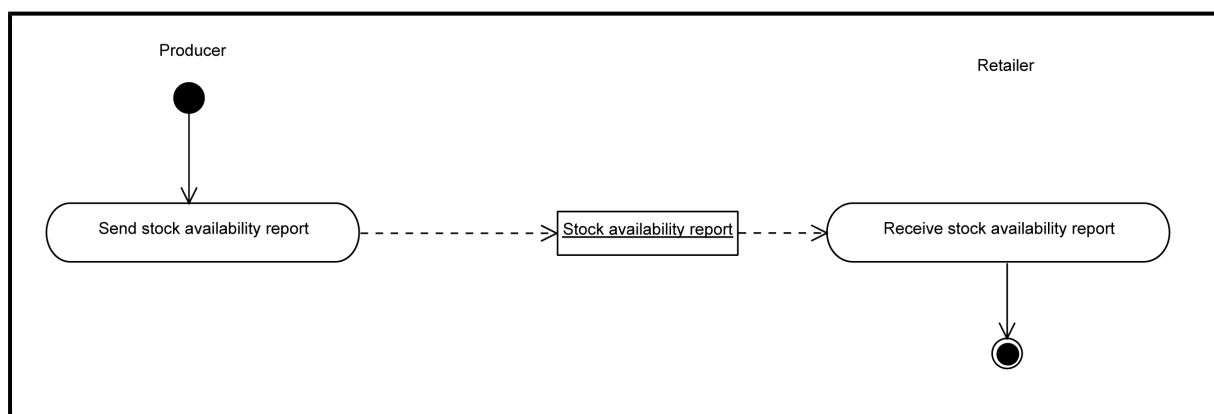 Producer
Retailer
Send stock availability report
Stock availability report
Receive stock availability report